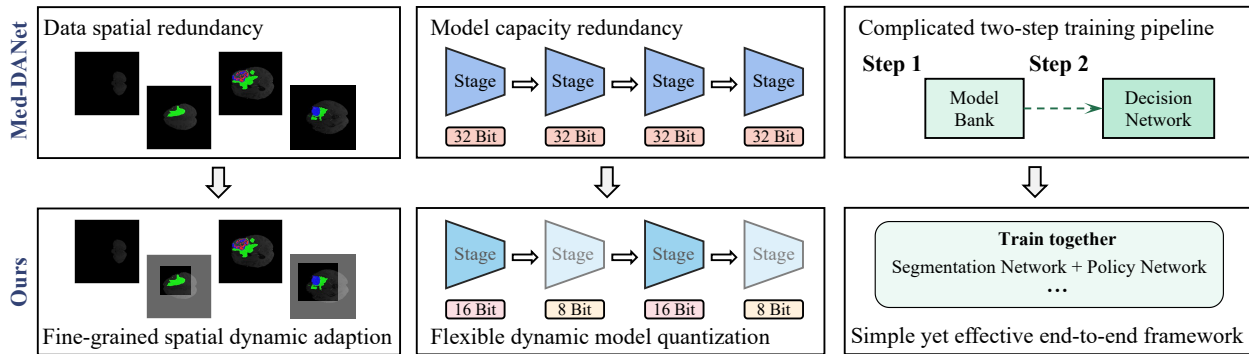 Med-DANet
Data spatial redundancy
Model capacity redundancy
Stage
Stage
Stage
Stage
32 Bit
32 Bit
32 Bit
32 Bit
Complicated two-step training pipeline
Step 1
Step 2
Model
Bank
Decision
Network
Ours
Fine-grained spatial dynamic adaption
Stage
Stage
Stage
Stage
16 Bit
8 Bit
16 Bit
8 Bit
Flexible dynamic model quantization
Train together
Segmentation Network + Policy Network
...
Simple yet effective end-to-end framework